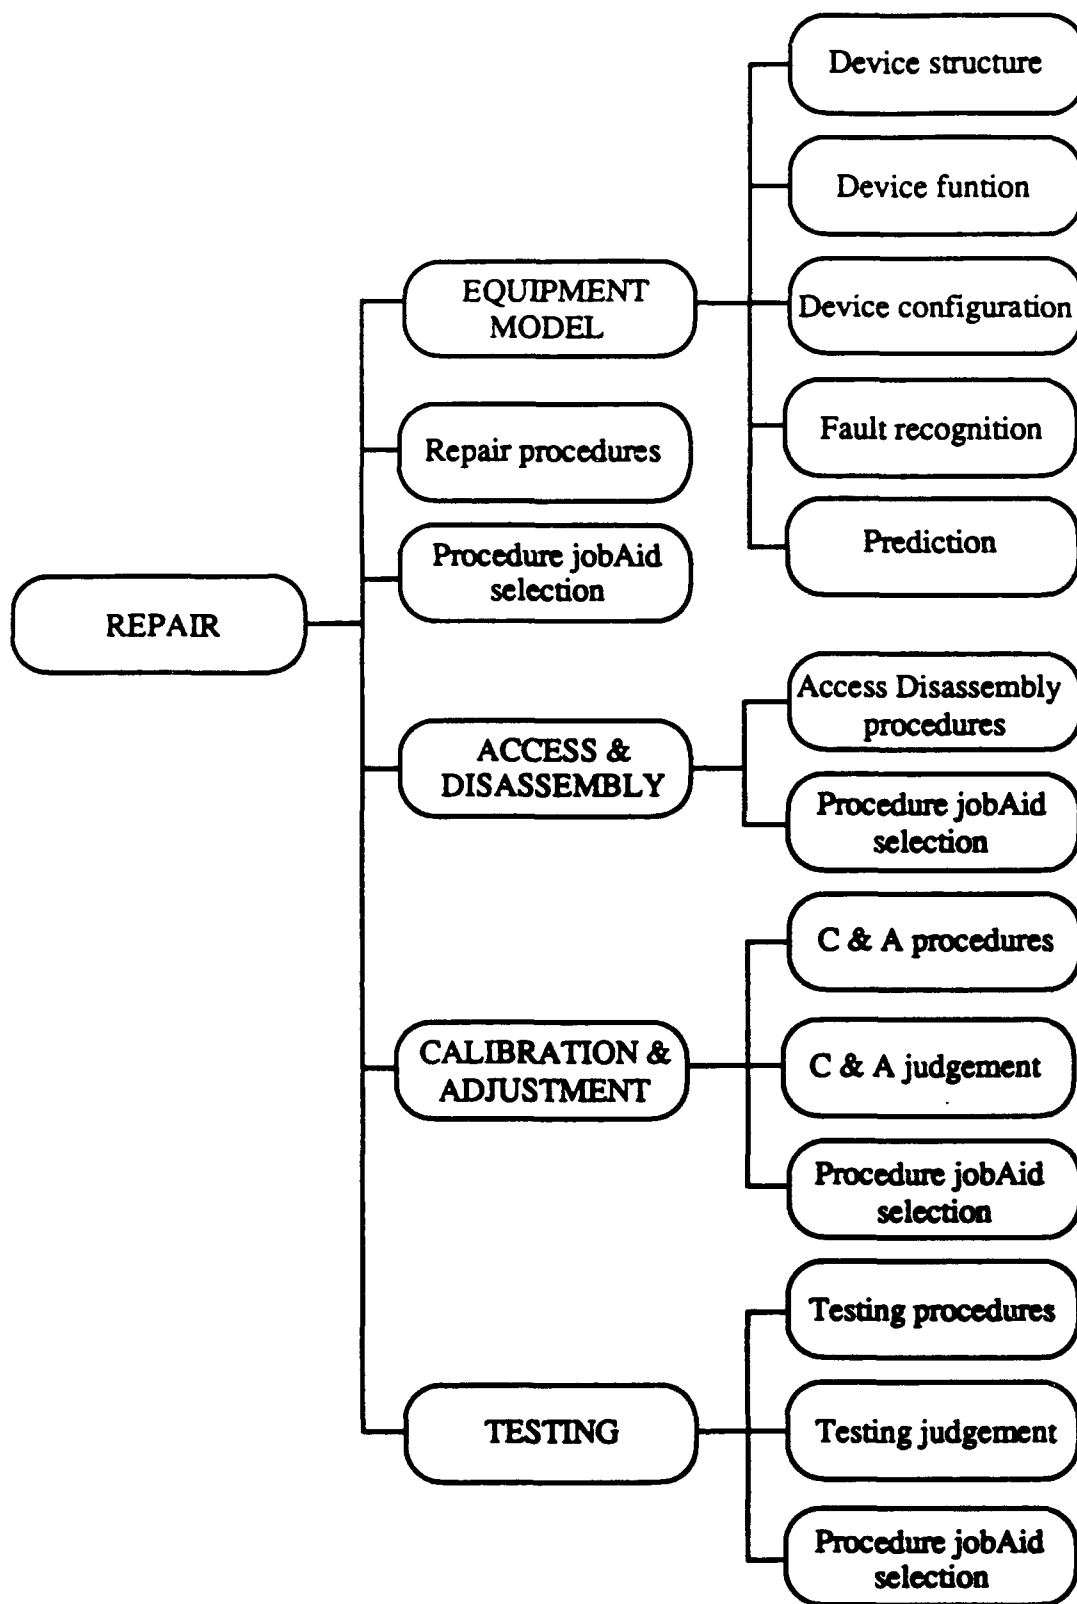 REPAIR
EQUIPMENT
MODEL
Repair procedures
Procedure jobAid
selection
ACCESS &
DISASSEMBLY
CALIBRATION &
ADJUSTMENT
TESTING
Device structure
Device funtion
Device configuration
Fault recognition
Prediction
Access Disassembly
procedures
Procedure jobAid
selection
C & A procedures
C & A judgement
Procedure jobAid
selection
Testing procedures
Testing judgement
Procedure jobAid
selection